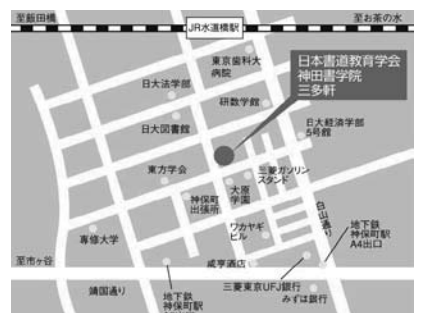 至飯田橋
JR水道橋駅
至お茶の水
東京歯科大
病院
日本書道教育学会
神田書学院
三多軒
日大法学部
研数学館
日大図書館
日大経済学部
5号館
東方学会
三菱ガソリン
スタンド
大原
学園
神保町
出張所
白山通り
ワカヤギ
ビル
専修大学
地下鉄
神保町駅
A4出口
至市ヶ谷
咸亨酒店
靖国通り
地下鉄
神保町駅
三菱東京UFJ銀行
みずほ銀行